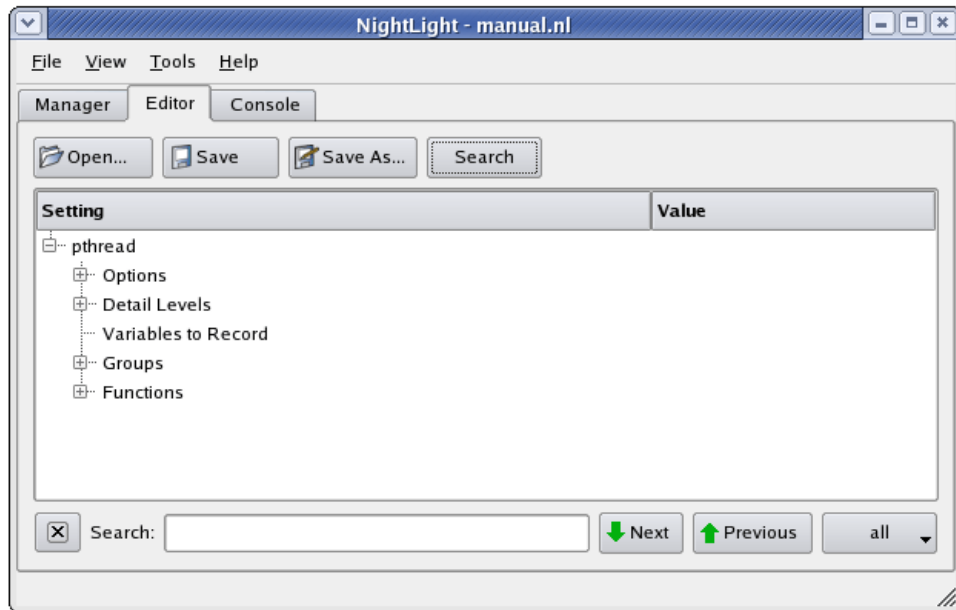 NightLight - manual.nl
File View Tools Help
Manager Editor Console
Open... Save Save As... Search
Setting Value
pthread
Options
Detail Levels
Variables to Record
Groups
Functions
Search: Next Previous all